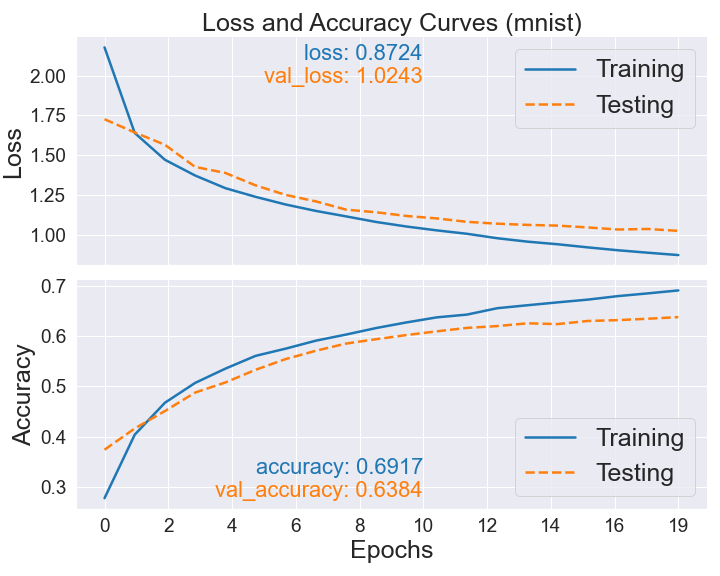 Loss and Accuracy Curves (mnist)
loss: 0.8724
val_loss: 1.0243
Training
Testing
2.00
1.75
1.50
1.25
1.00
Loss
0.7
0.6
0.5
0.4
0.3
Accuracy
accuracy: 0.6917
val_accuracy: 0.6384
Training
Testing
0 2 4 6 8 10 12 14 16 19
Epochs